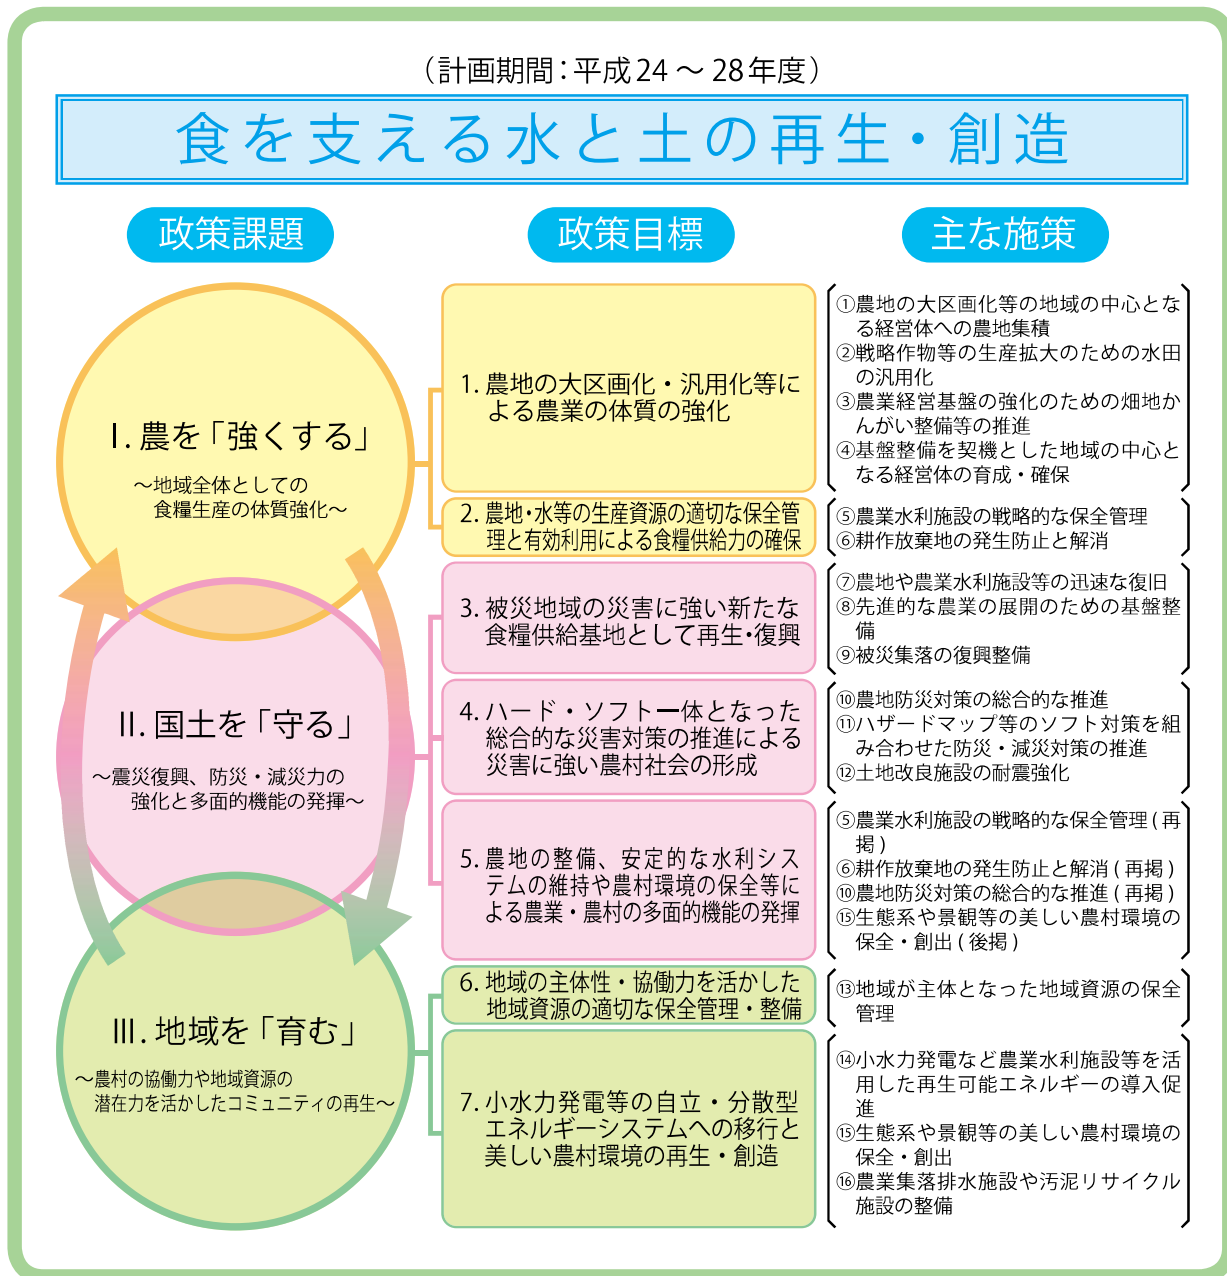 （計画期間：平成24～28年度）
食を支える水と土の再生・創造
政策課題
政策目標
主な施策
Ⅰ.農を「強くする」
～地域全体としての
食糧生産の体質強化～
1. 農地の大区画化・汎用化等に
よる農業の体質の強化
①農地の大区画化等の地域の中心とな
る経営体への農地集積
②戦略作物等の生産拡大のための水田
の汎用化
③農業経営基盤の強化のための畑地か
んがい整備等の推進
④基盤整備を契機とした地域の中心と
なる経営体の育成・確保
2. 農地・水等の生産資源の適切な保全管
理と有効利用による食糧供給力の確保
⑤農業水利施設の戦略的な保全管理
⑥耕作放棄地の発生防止と解消
Ⅱ.国土を「守る」
～震災復興、防災・減災力の
強化と多面的機能の発揮～
3. 被災地域の災害に強い新たな
食糧供給基地として再生・復興
⑦農地や農業水利施設等の迅速な復旧
⑧先進的な農業の展開のための基盤整
備
⑨被災集落の復興整備
4. ハード・ソフト一体となった
総合的な災害対策の推進による
災害に強い農村社会の形成
⑩農地防災対策の総合的な推進
⑪ハザードマップ等のソフト対策を組
み合わせた防災・減災対策の推進
⑫土地改良施設の耐震強化
5. 農地の整備、安定的な水利シス
テムの維持や農村環境の保全等に
よる農業・農村の多面的機能の発揮
⑤農業水利施設の戦略的な保全管理(再
掲)
⑥耕作放棄地の発生防止と解消(再掲)
⑩農地防災対策の総合的な推進(再掲)
⑮生態系や景観等の美しい農村環境の
保全・創出(後掲)
Ⅲ.地域を「育む」
～農村の協働力や地域資源の
潜在力を活かしたコミュニティの再生～
6. 地域の主体性・協働力を活かした
地域資源の適切な保全管理・整備
⑬地域が主体となった地域資源の保全
管理
7. 小水力発電等の自立・分散型
エネルギーシステムへの移行と
美しい農村環境の再生・創造
⑭小水力発電など農業水利施設等を活
用した再生可能エネルギーの導入促
進
⑮生態系や景観等の美しい農村環境の
保全・創出
⑯農業集落排水施設や汚泥リサイクル
施設の整備